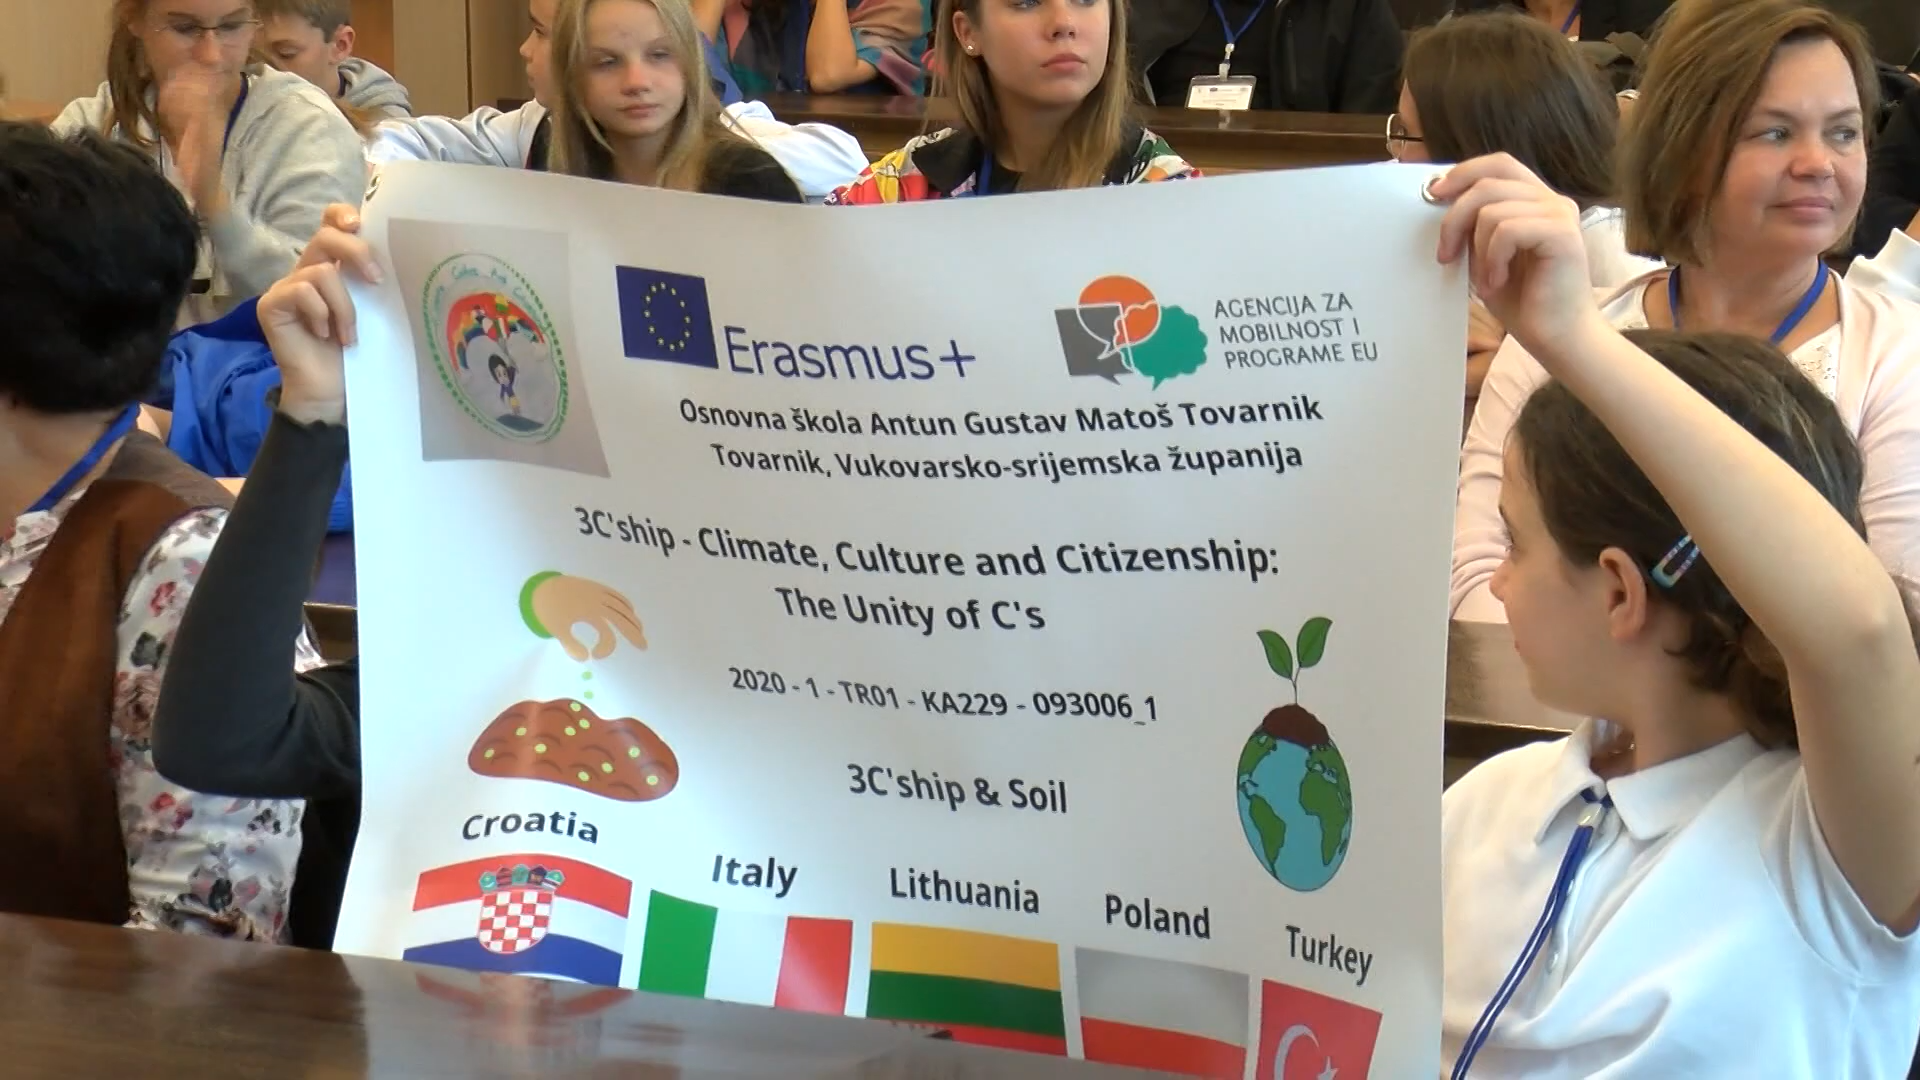 Erasmus+
AGENCIJA ZA
MOBILNOST I
PROGRAME EU
Osnovna škola Antun Gustav Matoš Tovarnik
Tovarnik, Vukovarsko-srijemska županija
3C'ship - Climate, Culture and Citizenship:
The Unity of C's
2020 - 1 - TR01 - KA229 - 093006_1
3C'ship & Soil
Croatia
Italy
Lithuania
Poland
Turkey